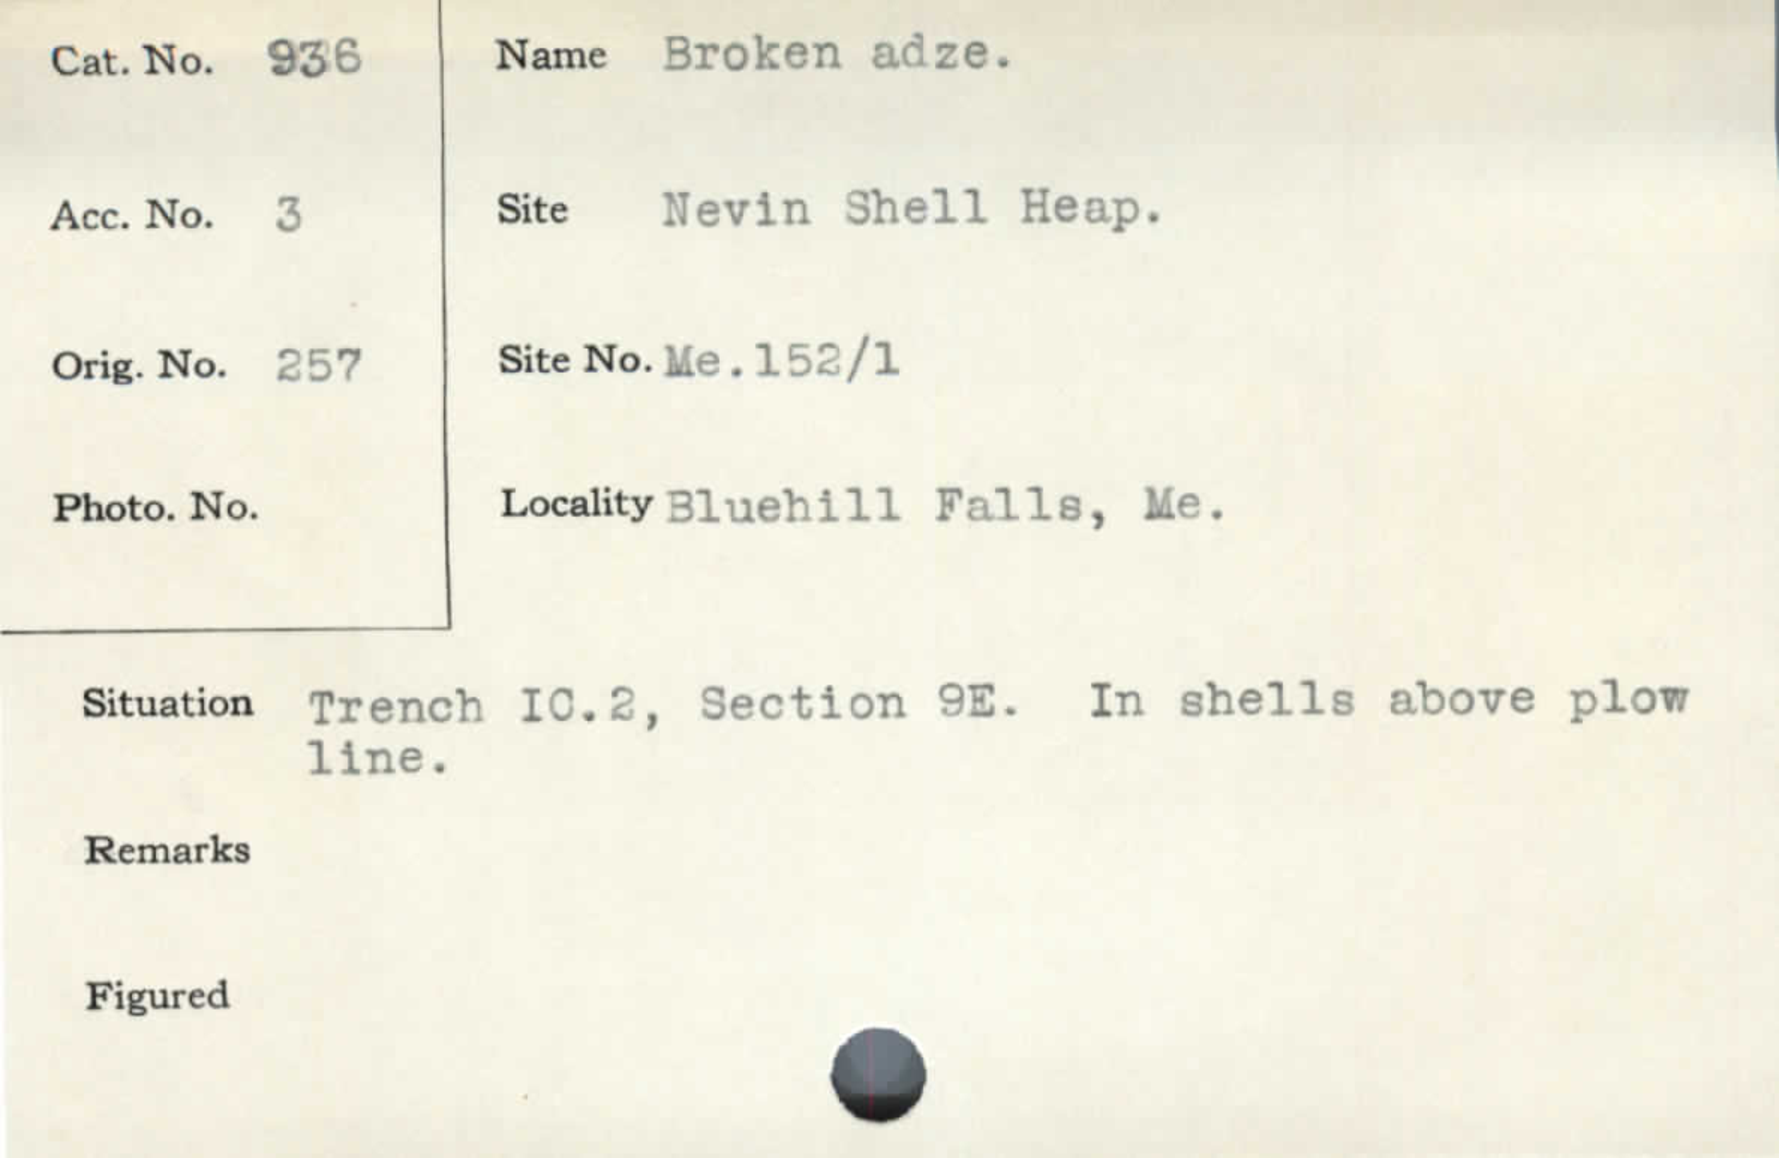 Cat. No. 936
Name Broken adze.
Acc. No. 3
Site Nevin Shell Heap.
Orig. No. 257
Site No. Me.152/1
Photo. No.
Locality Bluehill Falls, Me.
Situation Trench IC.2, Section 9E. In shells above plow
line.
Remarks
Figured